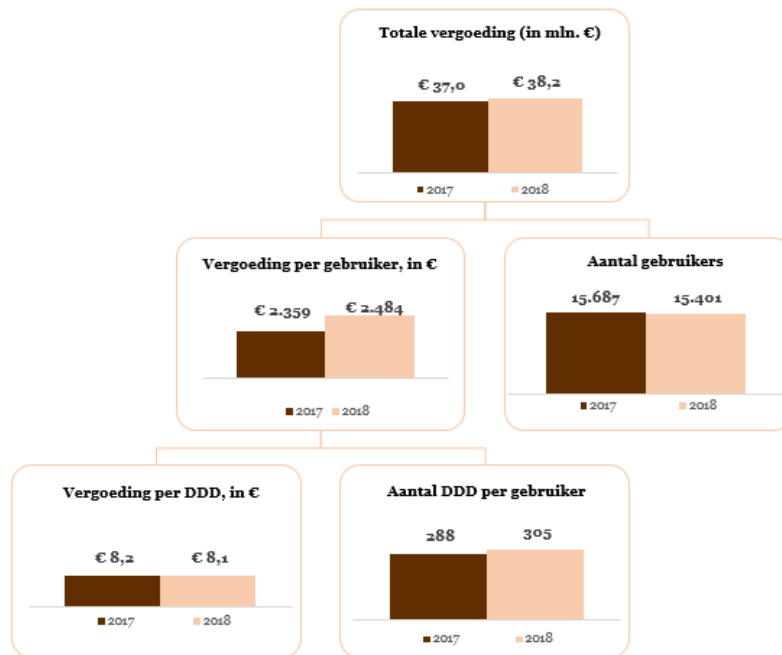 Totale vergoeding (in mln. €)
€ 37,0 € 38,2
2017 2018
Vergoeding per gebruiker, in €
€ 2.359 € 2.484
2017 2018
Aantal gebruikers
15.687 15.401
2017 2018
Vergoeding per DDD, in €
€ 8,2 € 8,1
2017 2018
Aantal DDD per gebruiker
288 305
2017 2018